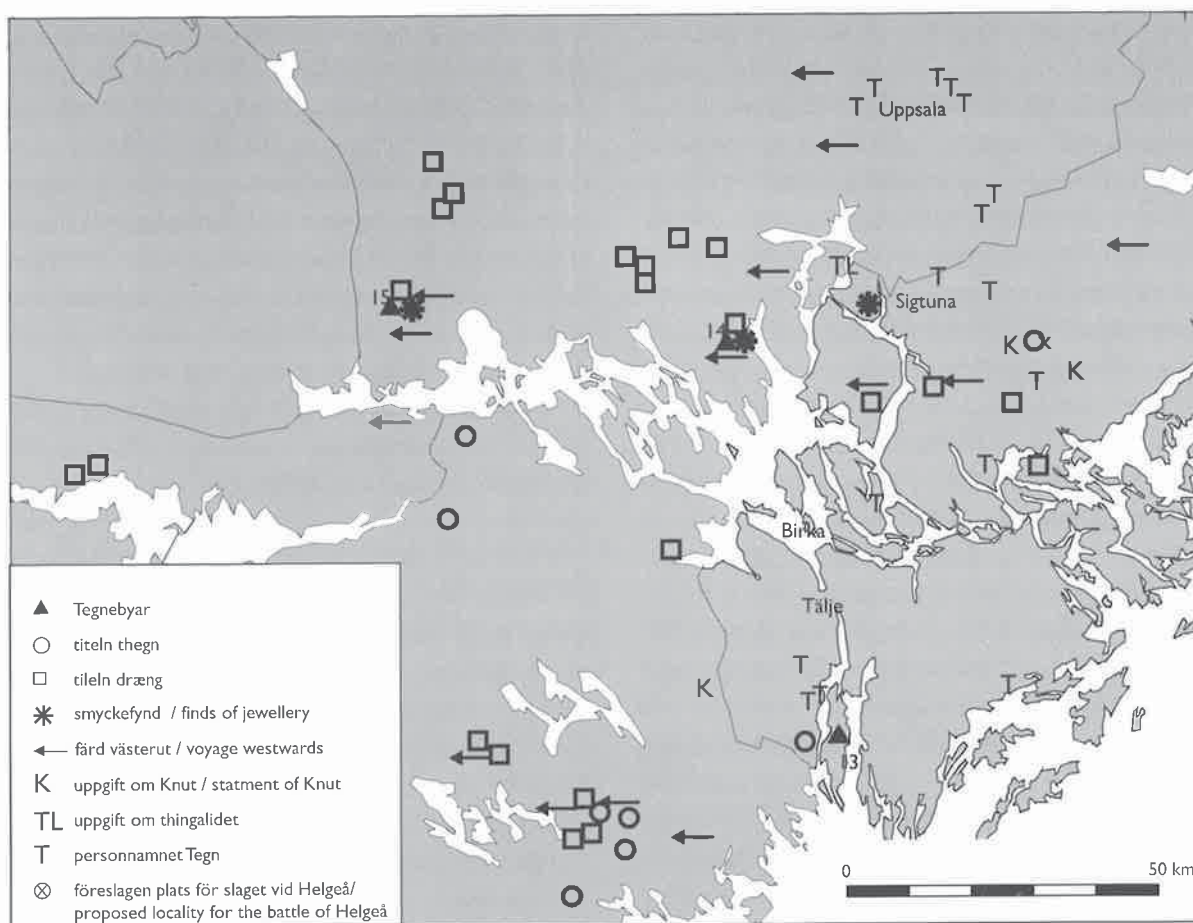 T T
T T
T Uppsala T
T
T
TL
T
T
15
Sigtuna
14
K K
K
T
T
T
Birka
Tälje
T
T T
K
T T
13
Tegnebyar
titeln thegn
tileln dræng
smyckefynd / finds of jewellery
färd västerut / voyage westwards
K uppgift om Knut / statment of Knut
TL uppgift om thingalidet
T personnamnet Tegn
föreslagen plats för slaget vid Helgeå/
proposed locality for the battle of Helgeå
0 50 km